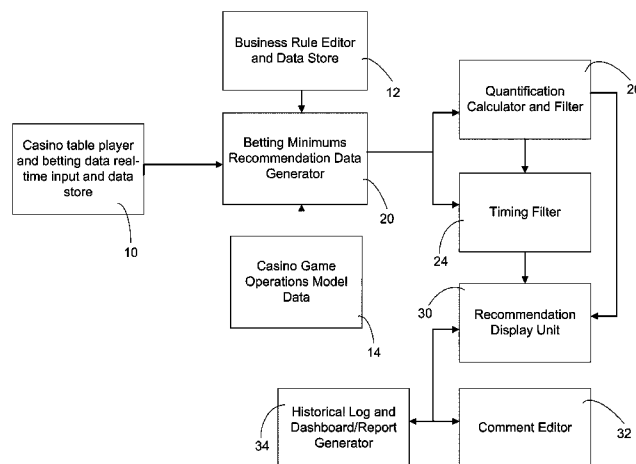 Business Rule Editor
and Data Store
12
Quantification
Calculator and Filter
Casino table player
and betting data real-
time input and data
store
10
Betting Minimums
Recommendation Data
Generator
20
Timing Filter
24
Casino Game
Operations Model
Data
14
30
Recommendation
Display Unit
34
Historical Log and
Dashboard/Report
Generator
Comment Editor
32